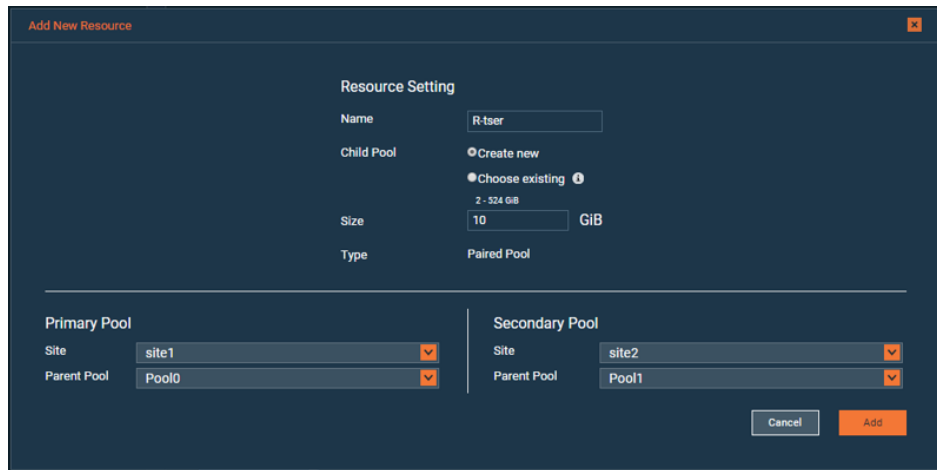 Add New Resource
Resource Setting
Name R-tser
Child Pool Create new
Choose existing
2 - 524 GiB
Size 10 GiB
Type Paired Pool
Primary Pool Secondary Pool
Site site1 Site site2
Parent Pool Pool0 Parent Pool Pool1
Cancel Add